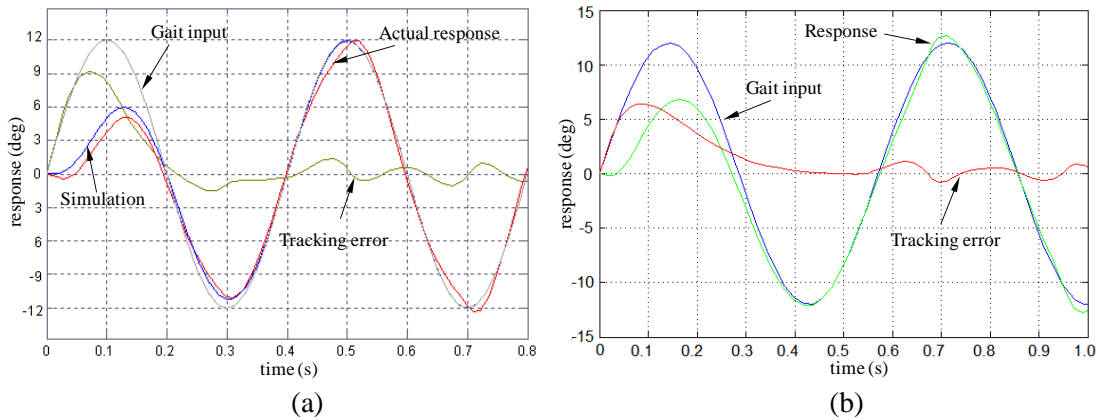 Gait input
Actual response
Simulation
Tracking error
response (deg)
12
9
6
3
0
3
6
-9
-12
0 0.1 0.2 0.3 0.4 0.5 0.6 0.7 0.8
time (s)
(a)
Response
Gait input
Tracking error
response (deg)
15
10
5
0
-5
-10
-15
0 0.1 0.2 0.3 0.4 0.5 0.6 0.7 0.8 0.9 1.0
time (s)
(b)